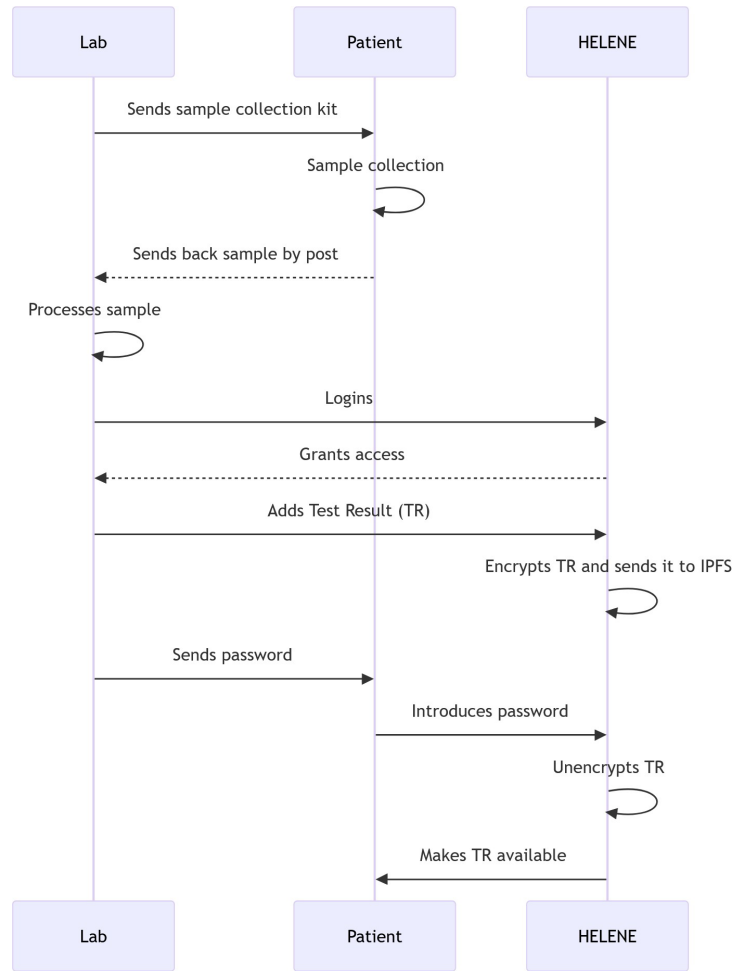 Lab
Patient
HELENE
Sends sample collection kit
Sample collection
Sends back sample by post
Processes sample
Logins
Grants access
Adds Test Result (TR)
Encrypts TR and sends it to IPFS
Sends password
Introduces password
Unencrypts TR
Makes TR available
Lab
Patient
HELENE